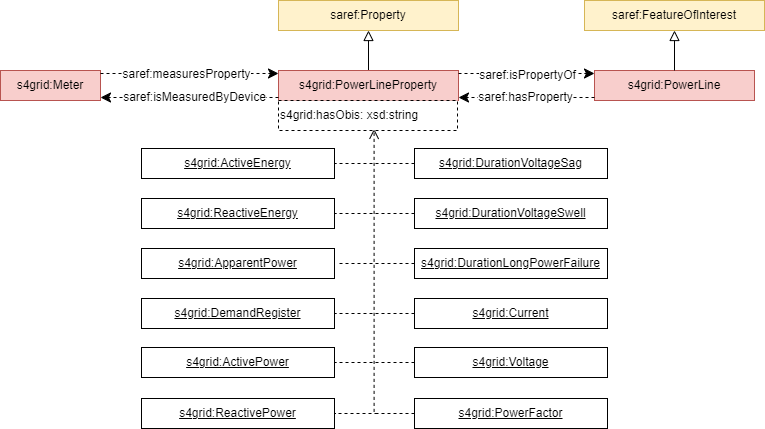 saref:Property
saref:FeatureOfInterest
s4grid:Meter
saref:measuresProperty
saref:isMeasuredByDevice
s4grid:PowerLineProperty
s4grid:hasObis: xsd:string
saref:isPropertyOf
saref:hasProperty
s4grid:PowerLine
s4grid:ActiveEnergy
s4grid:DurationVoltageSag
s4grid:ReactiveEnergy
s4grid:DurationVoltageSwell
s4grid:ApparentPower
s4grid:DurationLongPowerFailure
s4grid:DemandRegister
s4grid:Current
s4grid:ActivePower
s4grid:Voltage
s4grid:ReactivePower
s4grid:PowerFactor